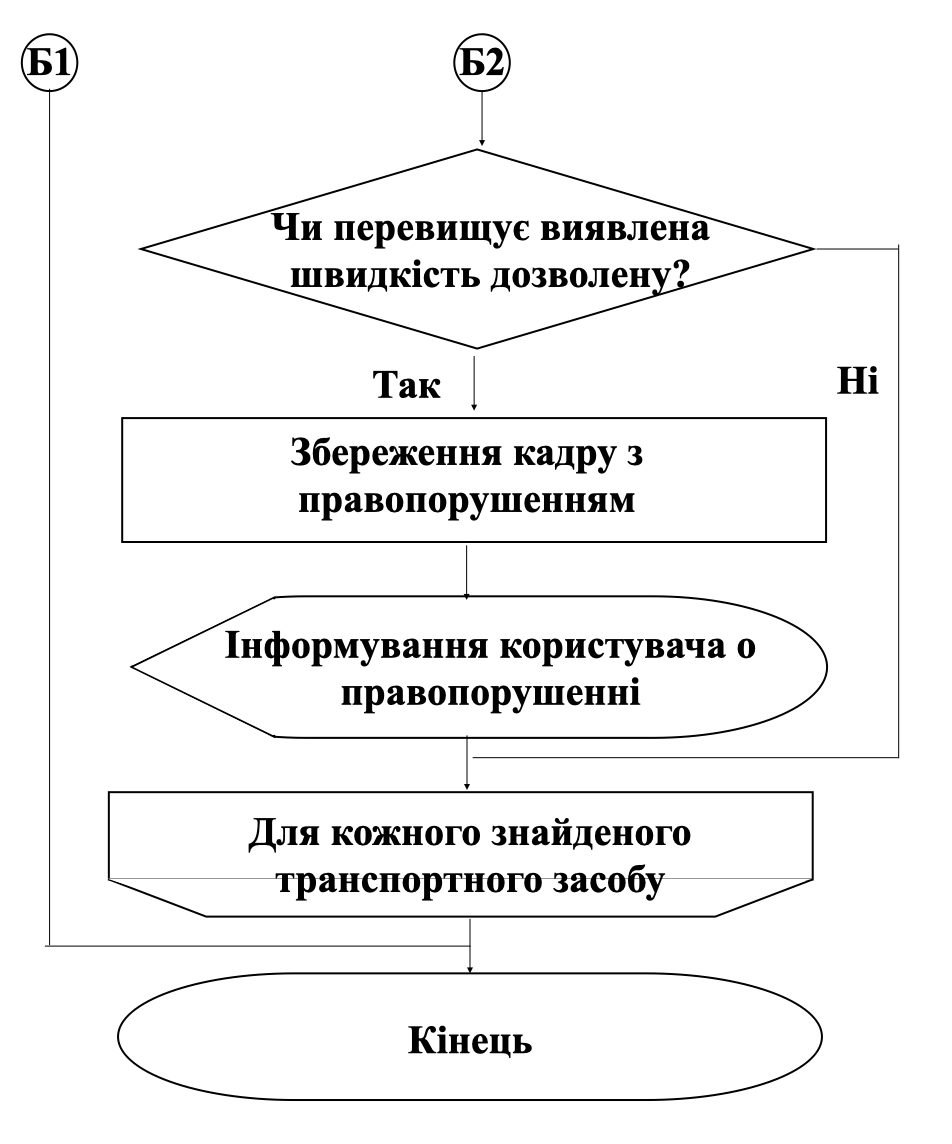 Б1
Б2
Чи перевищує виявлена
швидкість дозволену?
Так
Ні
Збереження кадру з
правопорушенням
Інформування користувача о
правопорушенні
Для кожного знайденого
транспортного засобу
Кінець